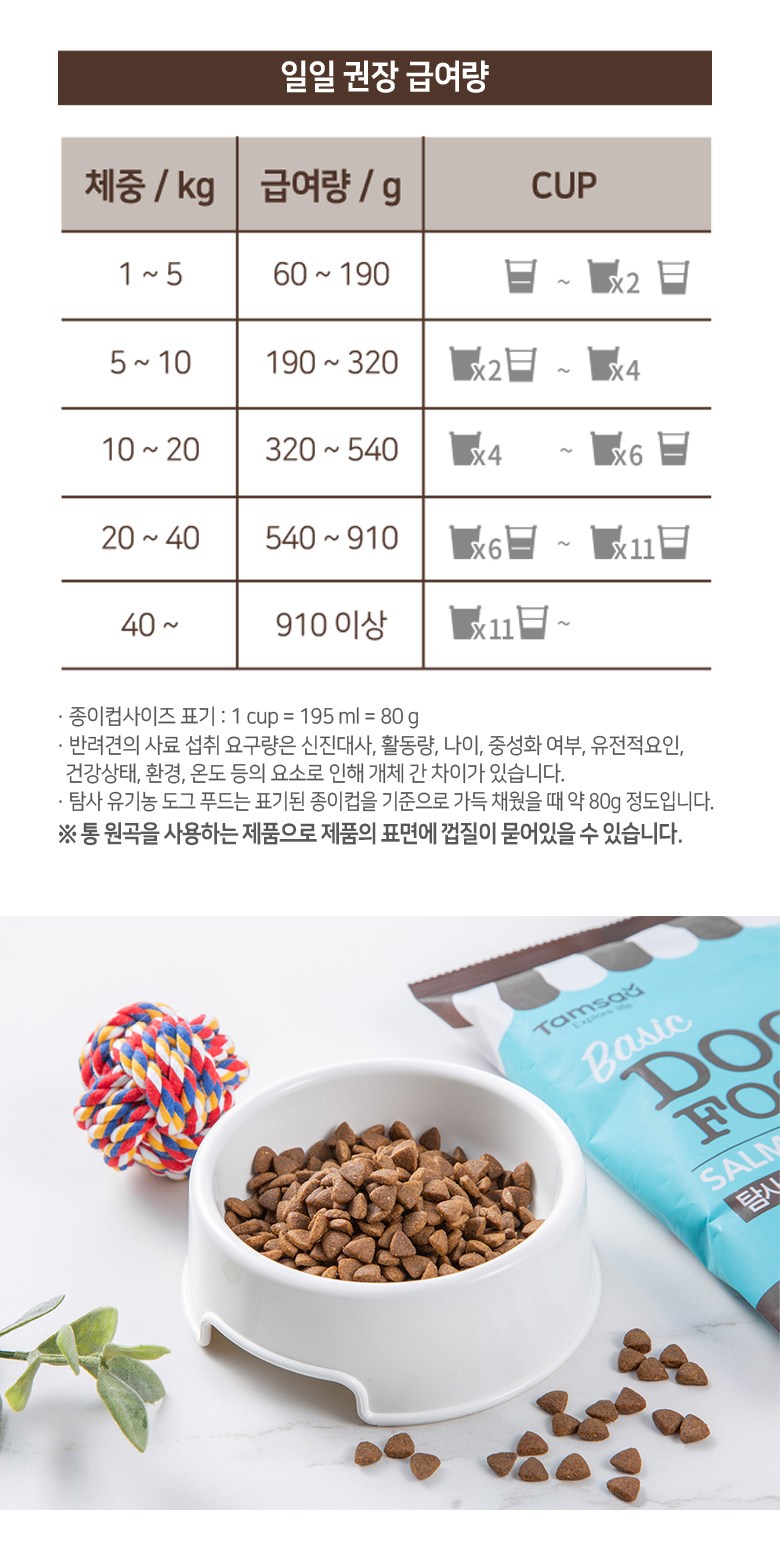 일일 권장 급여량
체중 / kg 급여량 / g CUP
1 ~ 5 60 ~ 190 ~ x2
5 ~ 10 190 ~ 320 x2 ~ x4
10 ~ 20 320 ~ 540 x4 ~ x6
20 ~ 40 540 ~ 910 x6 ~ x11
40 ~ 910 이상 x11 ~
· 종이컵사이즈 표기 : 1 cup = 195 ml = 80 g
· 반려견의 사료 섭취 요구량은 신진대사, 활동량, 나이, 중성화 여부, 유전적요인,
건강상태, 환경, 온도 등의 요소로 인해 개체 간 차이가 있습니다.
· 탐사 유기농 도그 푸드는 표기된 종이컵을 기준으로 가득 채웠을 때 약 80g 정도입니다.
※ 통 원곡을 사용하는 제품으로 제품의 표면에 껍질이 묻어있을 수 있습니다.
Tamsaa
Explore life
Basic
DOG
FOO
SALM
탐사